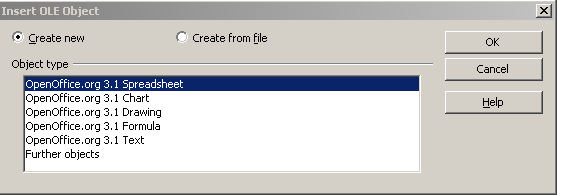 Insert OLE Object
Create new
Create from file
OK
Object type
Cancel
OpenOffice.org 3.1 Spreadsheet
OpenOffice.org 3.1 Chart
Help
OpenOffice.org 3.1 Drawing
OpenOffice.org 3.1 Formula
OpenOffice.org 3.1 Text
Further objects